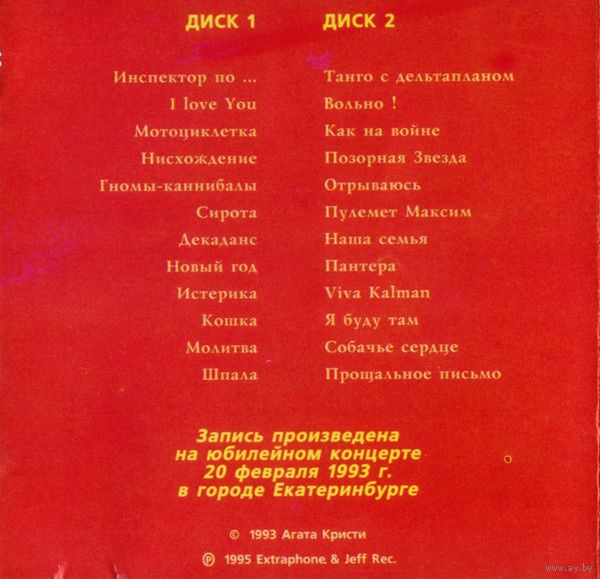 ДИСК 1 ДИСК 2
Инспектор по ... Танго с дельтапланом
I love You Вольно !
Мотоциклетка Как на войне
Нисхождение Позорная Звезда
Гномы-каннибалы Отрываюсь
Сирота Пулемет Максим
Декаданс Наша семья
Новый год Пантера
Истерика Viva Kalman
Кошка Я буду там
Молитва Собачье сердце
Шпала Прощальное письмо
Запись произведена
на юбилейном концерте
20 февраля 1993 г.
в городе Екатеринбурге
© 1993 Агата Кристи
℗ 1995 Extraphone & Jeff Rec.
www.ay.by